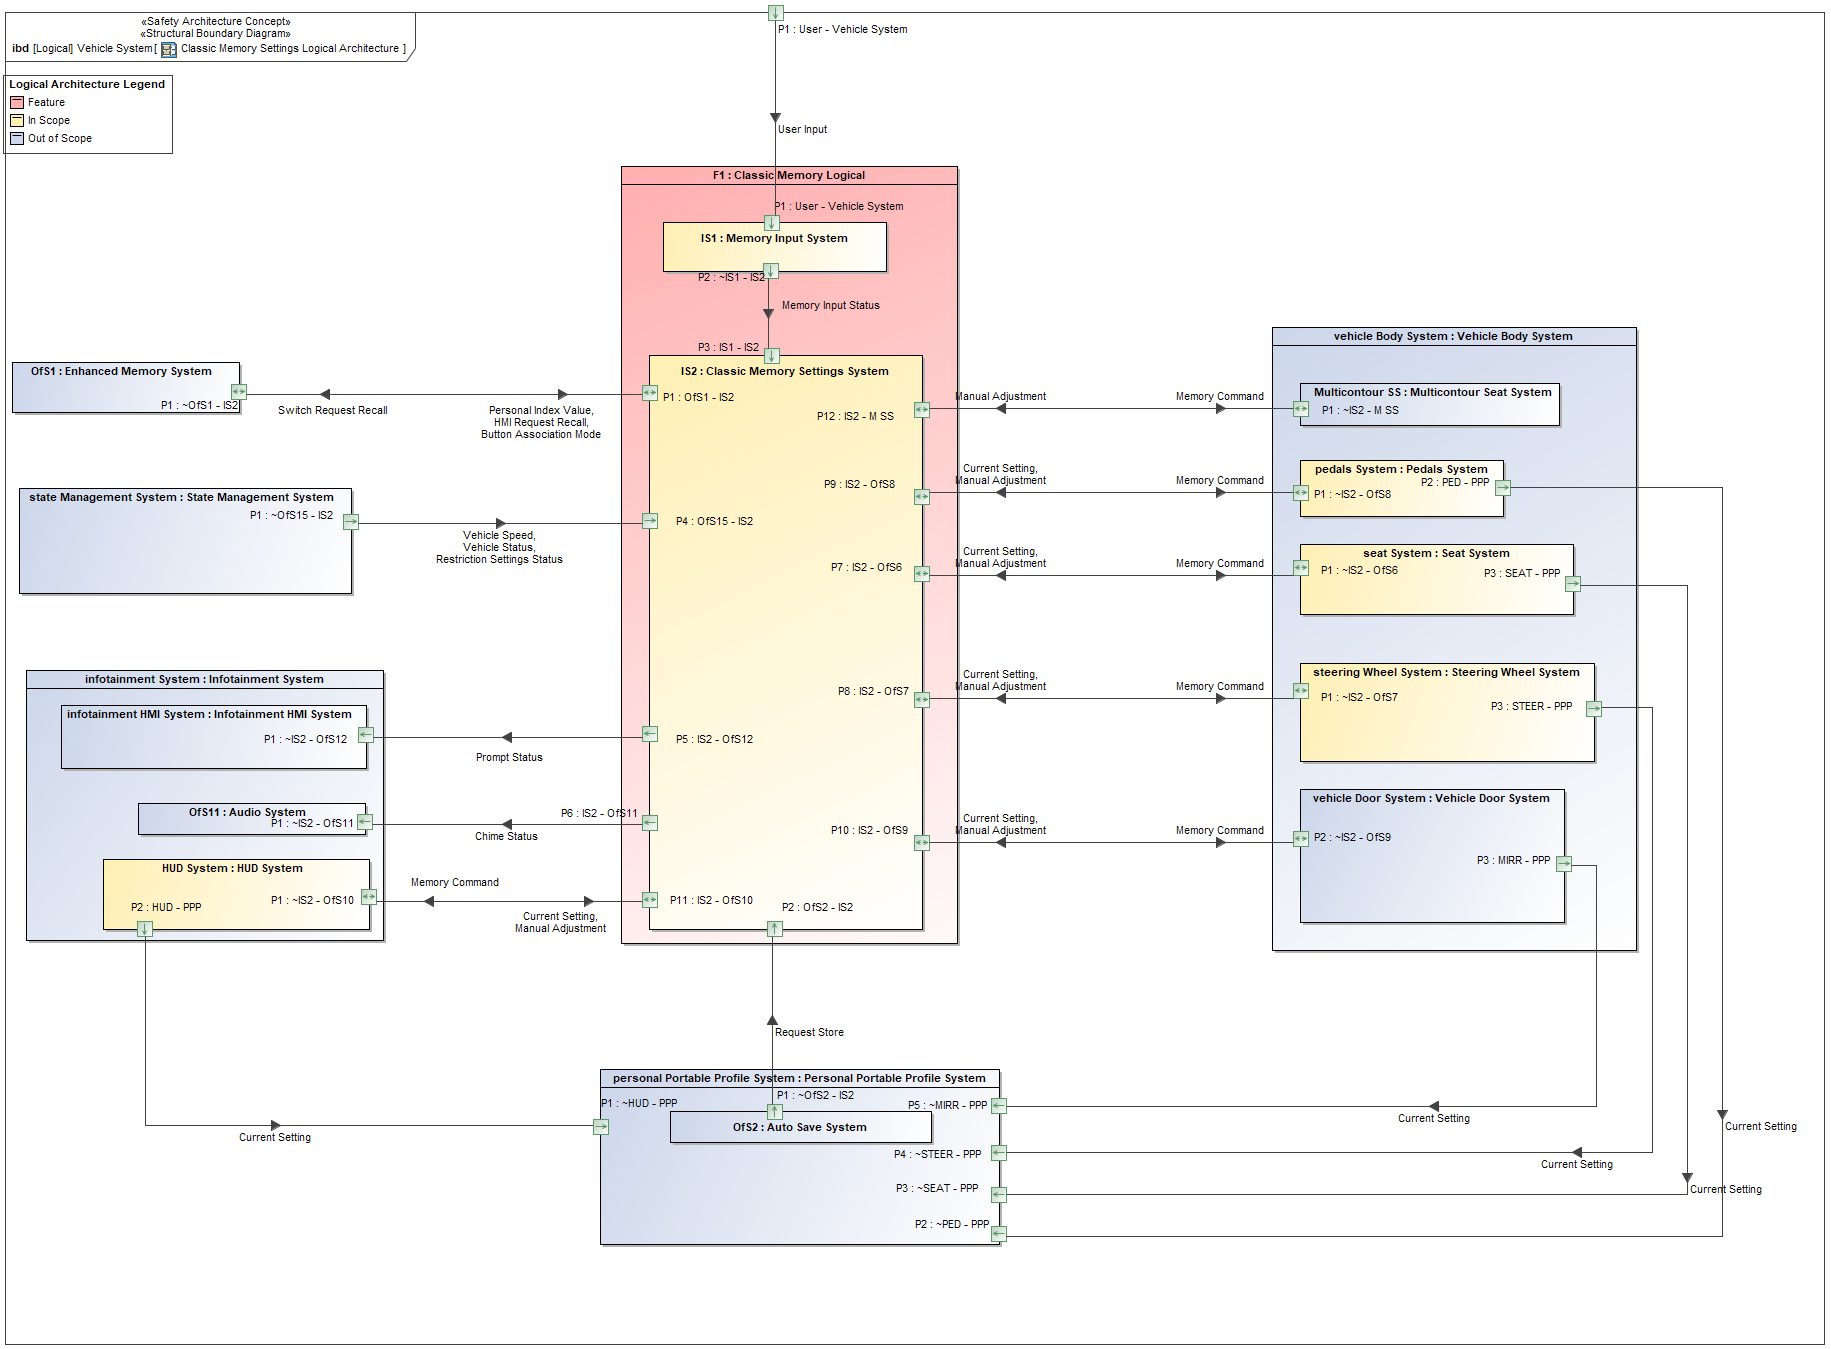 «Safety Architecture Concept»
«Structural Boundary Diagram»
ibd [Logical] Vehicle System[ Classic Memory Settings Logical Architecture ]
P1 : User - Vehicle System
Logical Architecture Legend
Feature
In Scope
Out of Scope
User Input
F1 : Classic Memory Logical
P1 : User - Vehicle System
IS1 : Memory Input System
P2 : ~IS1 - IS2
Memory Input Status
P3 : IS1 - IS2
IS2 : Classic Memory Settings System
OfS1 : Enhanced Memory System
P1 : ~OfS1 - IS2
Switch Request Recall
Personal Index Value,
HMI Request Recall,
Button Association Mode
P1 : OfS1 - IS2
P12 : IS2 - M SS
Manual Adjustment
Memory Command
vehicle Body System : Vehicle Body System
Multicontour SS : Multicontour Seat System
P1 : ~IS2 - M SS
state Management System : State Management System
P1 : ~OfS15 - IS2
Vehicle Speed,
Vehicle Status,
Restriction Settings Status
P4 : OfS15 - IS2
P9 : IS2 - OfS8
Current Setting,
Manual Adjustment
Memory Command
pedals System : Pedals System
P2 : PED - PPP
P1 : ~IS2 - OfS8
P7 : IS2 - OfS6
Current Setting,
Manual Adjustment
Memory Command
seat System : Seat System
P1 : ~IS2 - OfS6
P3 : SEAT - PPP
infotainment System : Infotainment System
infotainment HMI System : Infotainment HMI System
P1 : ~IS2 - OfS12
Prompt Status
P5 : IS2 - OfS12
P8 : IS2 - OfS7
Current Setting,
Manual Adjustment
Memory Command
steering Wheel System : Steering Wheel System
P1 : ~IS2 - OfS7
P3 : STEER - PPP
OfS11 : Audio System
P1 : ~IS2 - OfS11
Chime Status
P6 : IS2 - OfS11
P10 : IS2 - OfS9
Current Setting,
Manual Adjustment
Memory Command
vehicle Door System : Vehicle Door System
P2 : ~IS2 - OfS9
P3 : MIRR - PPP
HUD System : HUD System
P1 : ~IS2 - OfS10
P2 : HUD - PPP
Memory Command
Current Setting,
Manual Adjustment
P11 : IS2 - OfS10
P2 : OfS2 - IS2
Request Store
personal Portable Profile System : Personal Portable Profile System
P1 : ~OfS2 - IS2
P1 : ~HUD - PPP
P5 : ~MIRR - PPP
OfS2 : Auto Save System
P4 : ~STEER - PPP
P3 : ~SEAT - PPP
P2 : ~PED - PPP
Current Setting
Current Setting
Current Setting
Current Setting
Current Setting